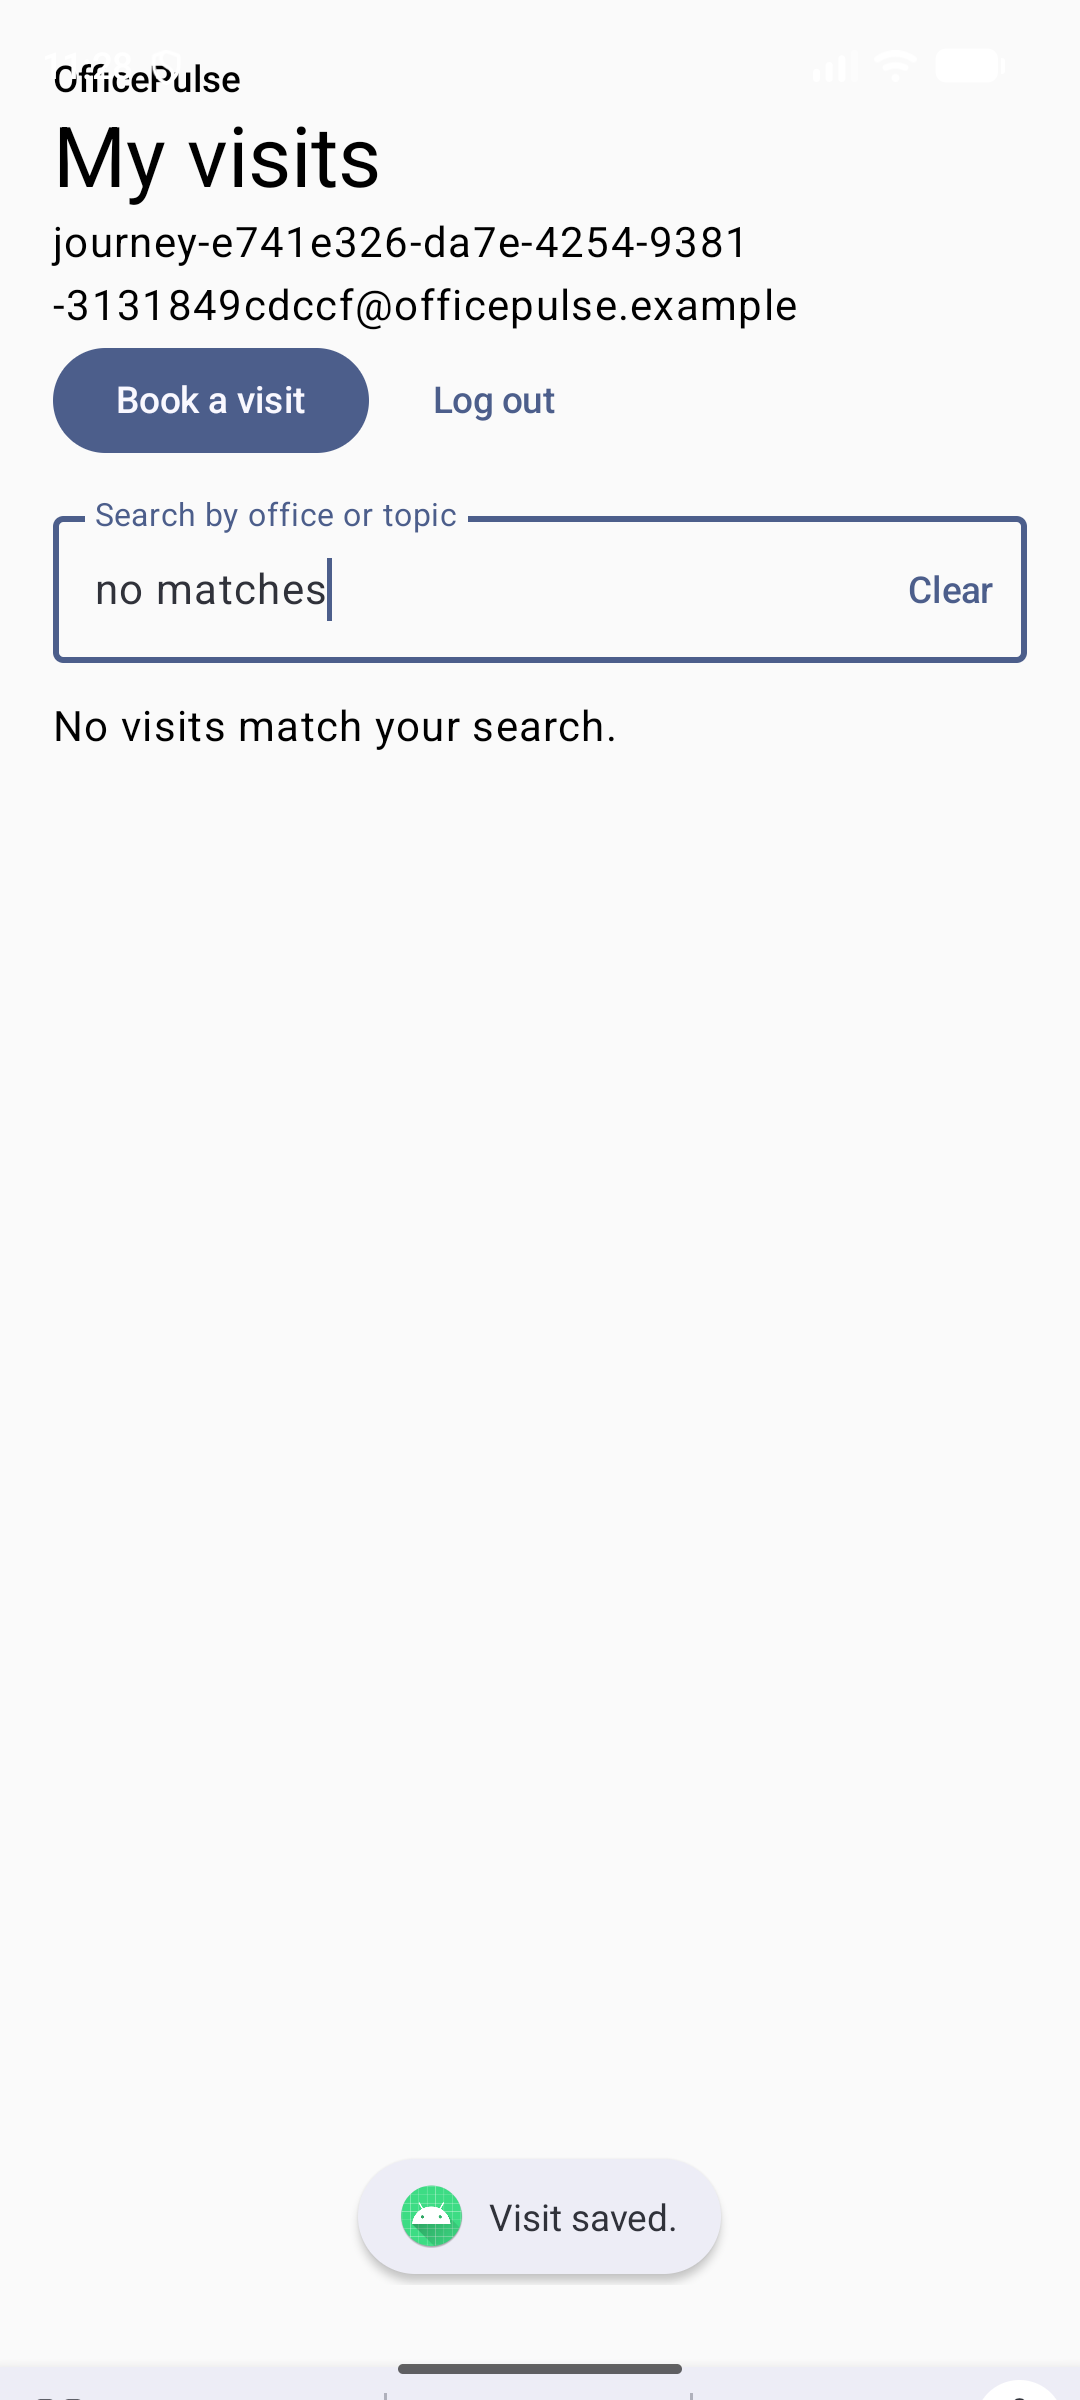 OfficePulse
My visits
journey-e741e326-da7e-4254-9381
-3131849cdccf@officepulse.example
Book a visit
Log out
Search by office or topic
no matches
Clear
No visits match your search.
Visit saved.